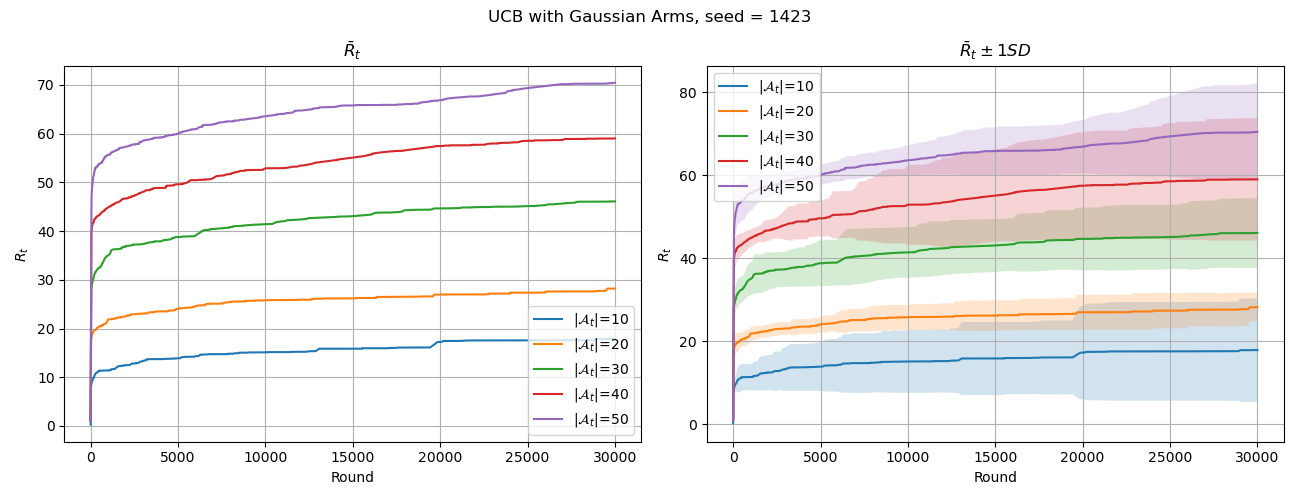 UCB with Gaussian Arms, seed = 1423
R̄ₜ
70
60
50
40
30
20
10
0
Rₜ
0 5000 10000 15000 20000 25000 30000
Round
|𝒜ₜ|=10
|𝒜ₜ|=20
|𝒜ₜ|=30
|𝒜ₜ|=40
|𝒜ₜ|=50
R̄ₜ ± 1SD
80
60
40
20
0
Rₜ
0 5000 10000 15000 20000 25000 30000
Round
|𝒜ₜ|=10
|𝒜ₜ|=20
|𝒜ₜ|=30
|𝒜ₜ|=40
|𝒜ₜ|=50